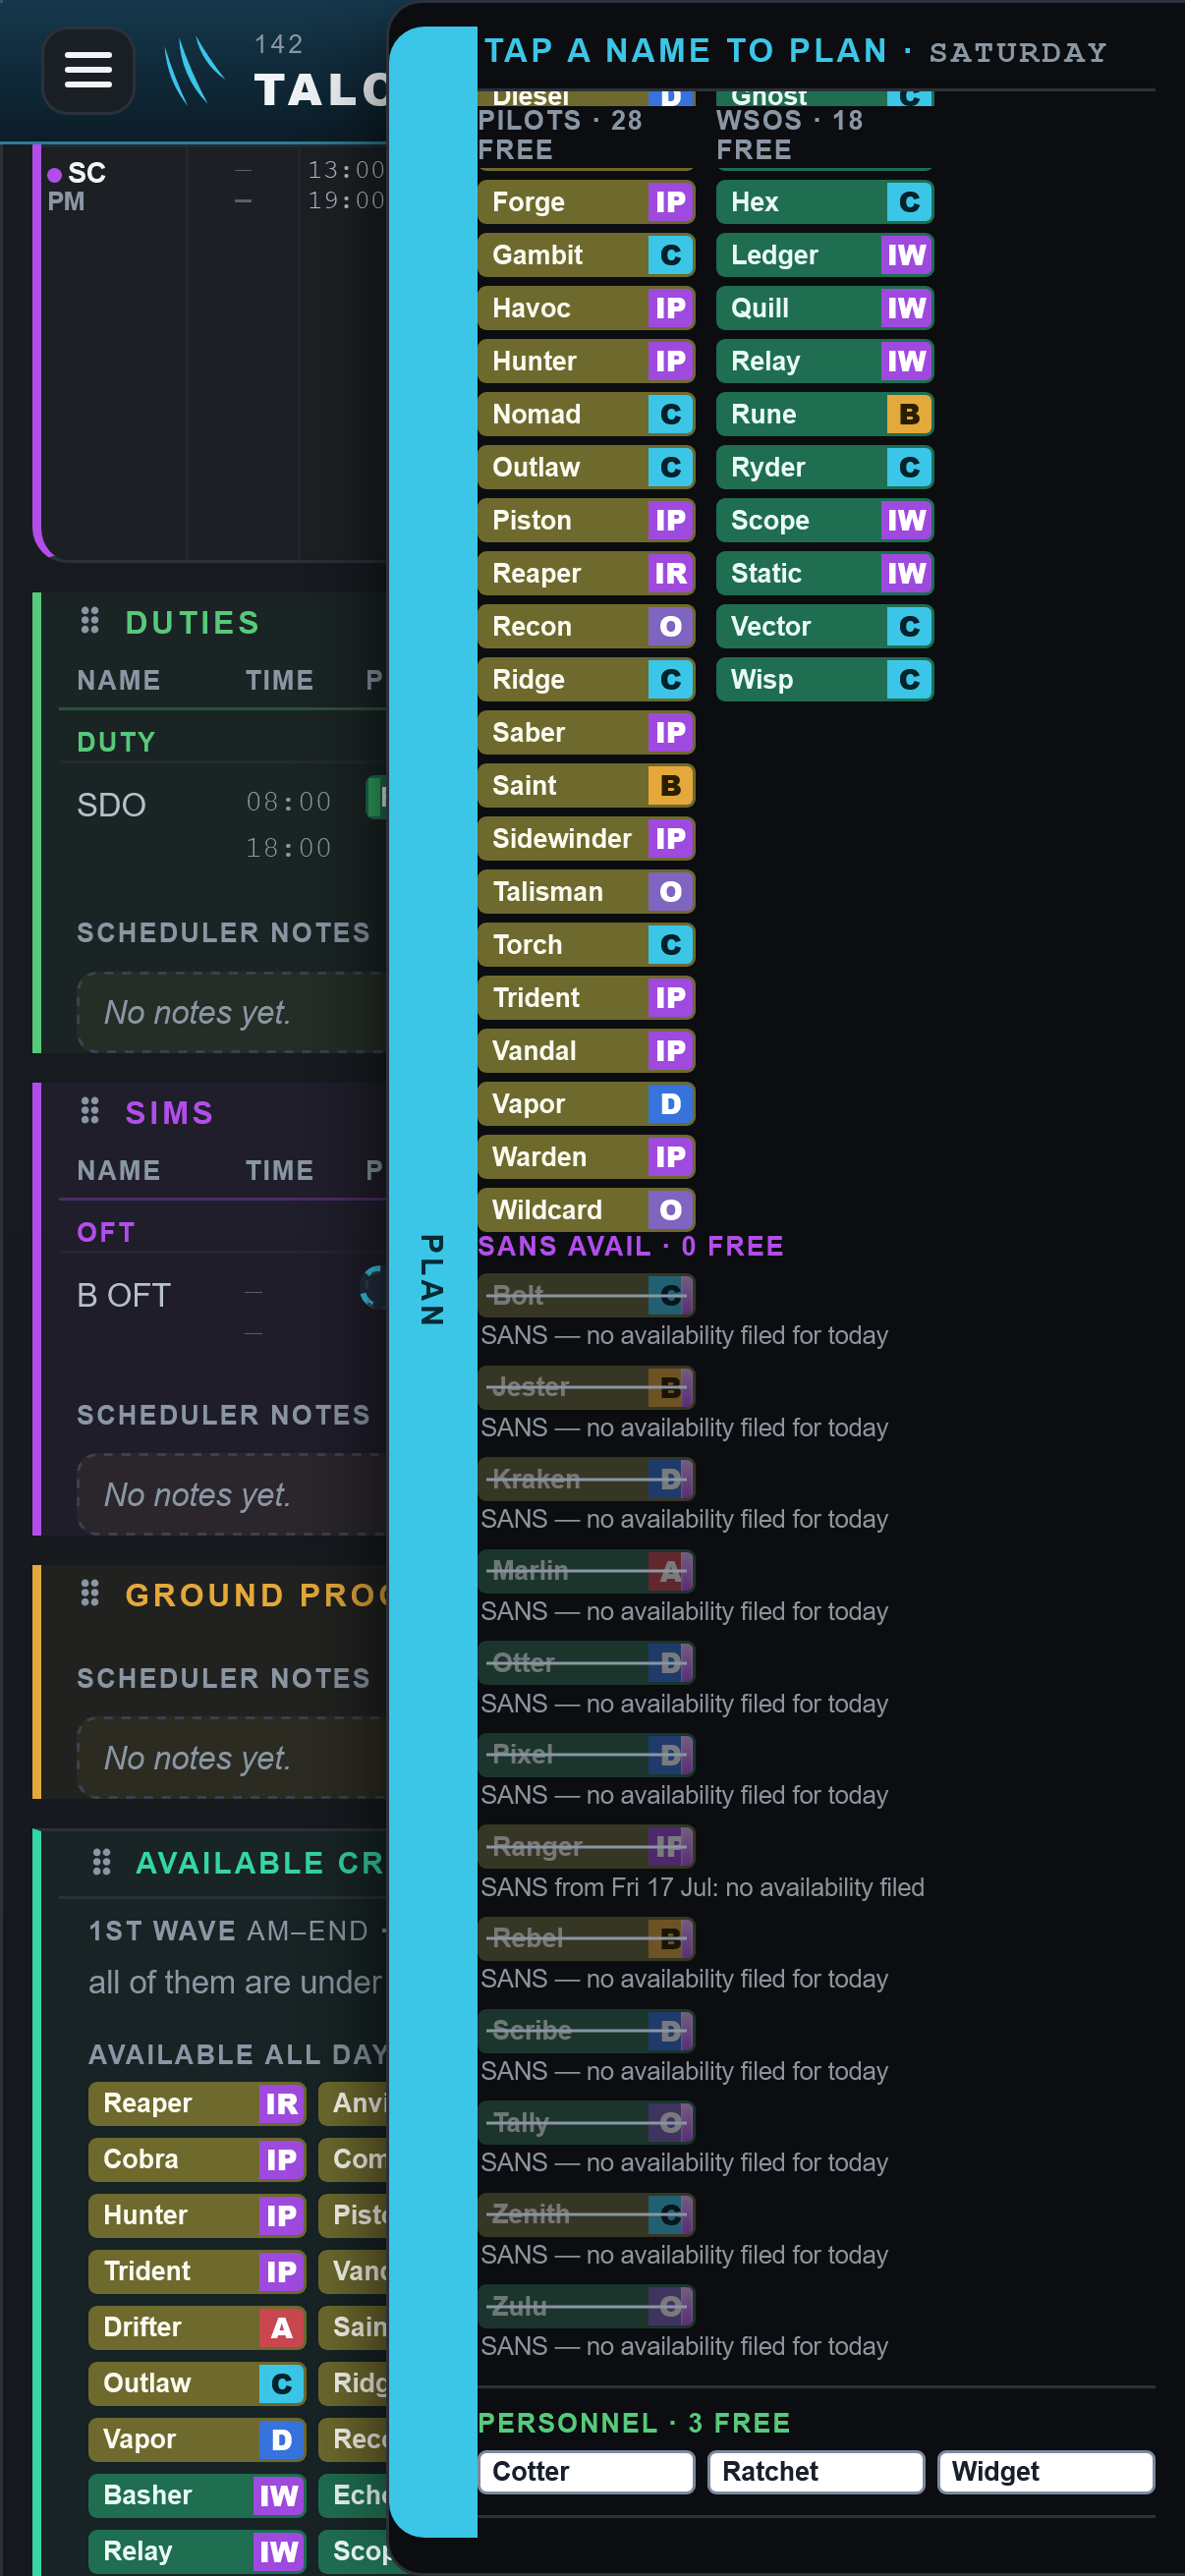 142
TALO
SC
PM
—
—
13:00
19:00
DUTIES
NAME TIME P
DUTY
SDO
08:00
18:00
SCHEDULER NOTES
No notes yet.
SIMS
NAME TIME P
OFT
B OFT
—
—
SCHEDULER NOTES
No notes yet.
GROUND PROG
SCHEDULER NOTES
No notes yet.
AVAILABLE CR
1ST WAVE AM–END ·
all of them are under
AVAILABLE ALL DAY
Reaper IR Anvi
Cobra IP Com
Hunter IP Pisto
Trident IP Vand
Drifter A Sain
Outlaw C Ridg
Vapor D Reco
Basher IW Echo
Relay IW Scop
PLAN
TAP A NAME TO PLAN · SATURDAY
Diesel D Ghost C
PILOTS · 28 FREE
WSOS · 18 FREE
Forge IP Hex C
Gambit C Ledger IW
Havoc IP Quill IW
Hunter IP Relay IW
Nomad C Rune B
Outlaw C Ryder C
Piston IP Scope IW
Reaper IR Static IW
Recon O Vector C
Ridge C Wisp C
Saber IP
Saint B
Sidewinder IP
Talisman O
Torch C
Trident IP
Vandal IP
Vapor D
Warden IP
Wildcard O
SANS AVAIL · 0 FREE
Bolt C
SANS — no availability filed for today
Jester B
SANS — no availability filed for today
Kraken D
SANS — no availability filed for today
Marlin A
SANS — no availability filed for today
Otter D
SANS — no availability filed for today
Pixel D
SANS — no availability filed for today
Ranger IP
SANS from Fri 17 Jul: no availability filed
Rebel B
SANS — no availability filed for today
Scribe D
SANS — no availability filed for today
Tally O
SANS — no availability filed for today
Zenith C
SANS — no availability filed for today
Zulu O
SANS — no availability filed for today
PERSONNEL · 3 FREE
Cotter Ratchet Widget